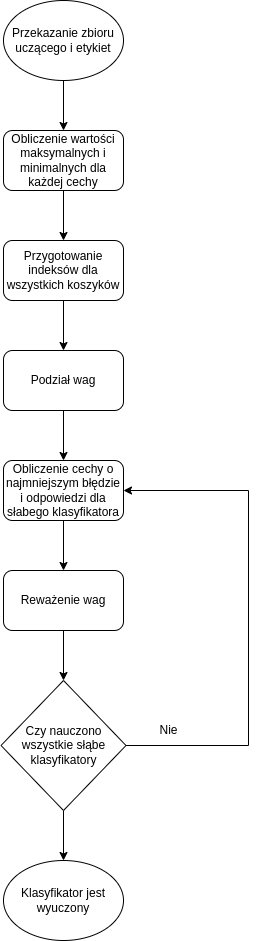 Przekazanie zbioru
uczącego i etykiet
Obliczenie wartości
maksymalnych i
minimalnych dla
każdej cechy
Przygotowanie
indeksów dla
wszystkich koszyków
Podział wag
Obliczenie cechy o
najmniejszym błędzie
i odpowiedzi dla
słabego klasyfikatora
Reważenie wag
Czy nauczono
wszystkie słąbe
klasyfikatory
Nie
Klasyfikator jest
wyuczony